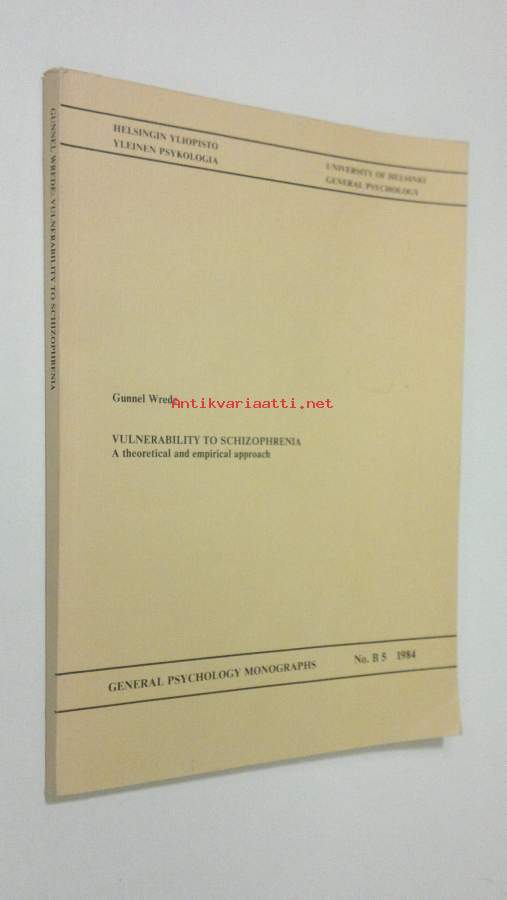 GUNNEL WREDE: VULNERABILITY TO SCHIZOPHRENIA
HELSINGIN YLIOPISTO
YLEINEN PSYKOLOGIA
UNIVERSITY OF HELSINKI
GENERAL PSYCHOLOGY
Gunnel Wrede
Antikvariaatti.net
VULNERABILITY TO SCHIZOPHRENIA
A theoretical and empirical approach
GENERAL PSYCHOLOGY MONOGRAPHS No. B 5 1984